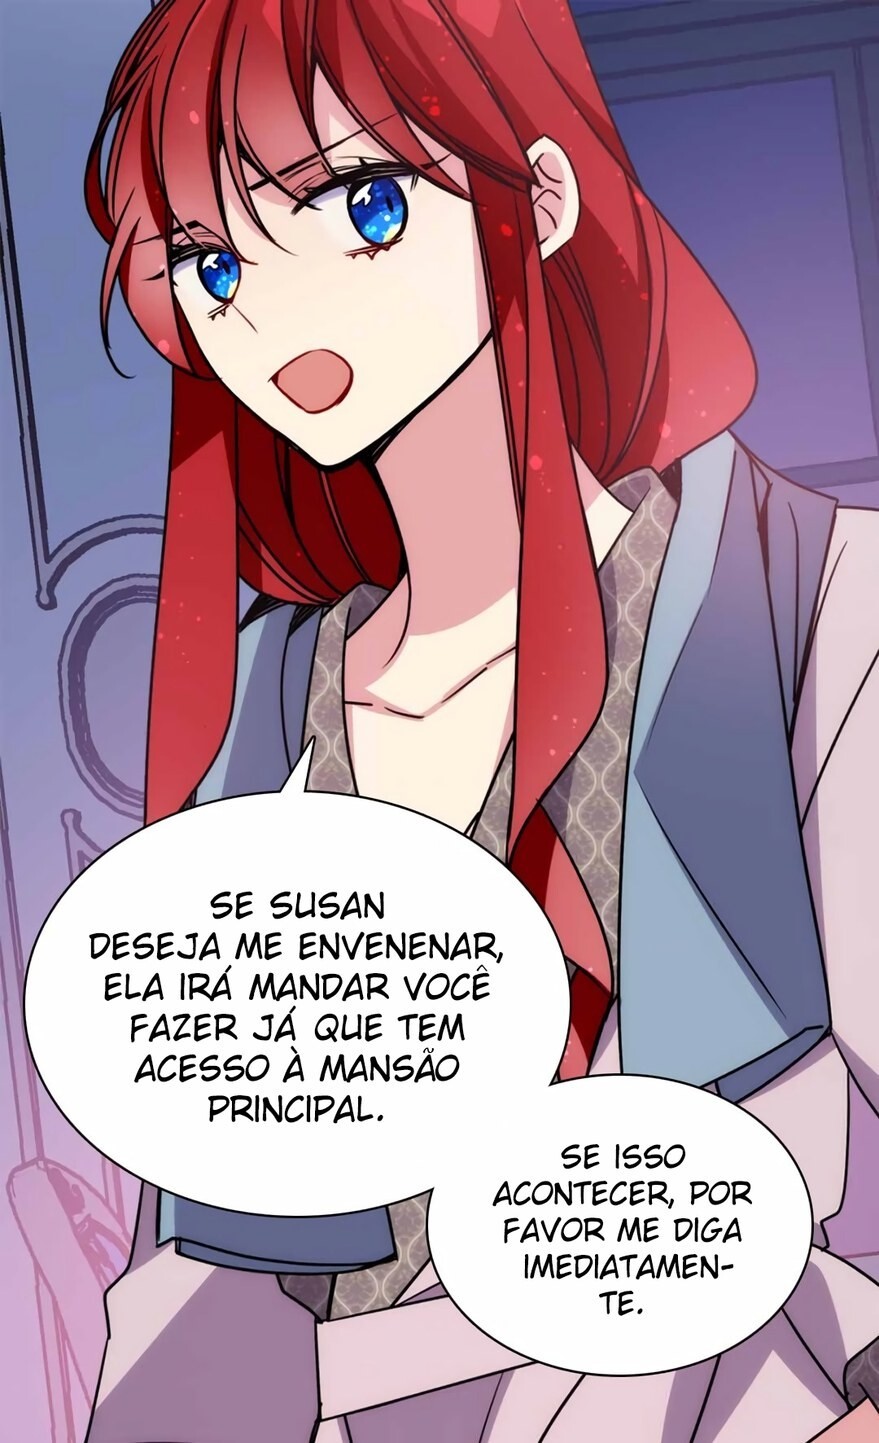 SE SUSAN
DESEJA ME ENVENENAR,
ELA IRÁ MANDAR VOCÊ
FAZER JÁ QUE TEM
ACESSO À MANSÃO
PRINCIPAL.
SE ISSO
ACONTECER, POR
FAVOR ME DIGA
IMEDIATAMEN-
TE.